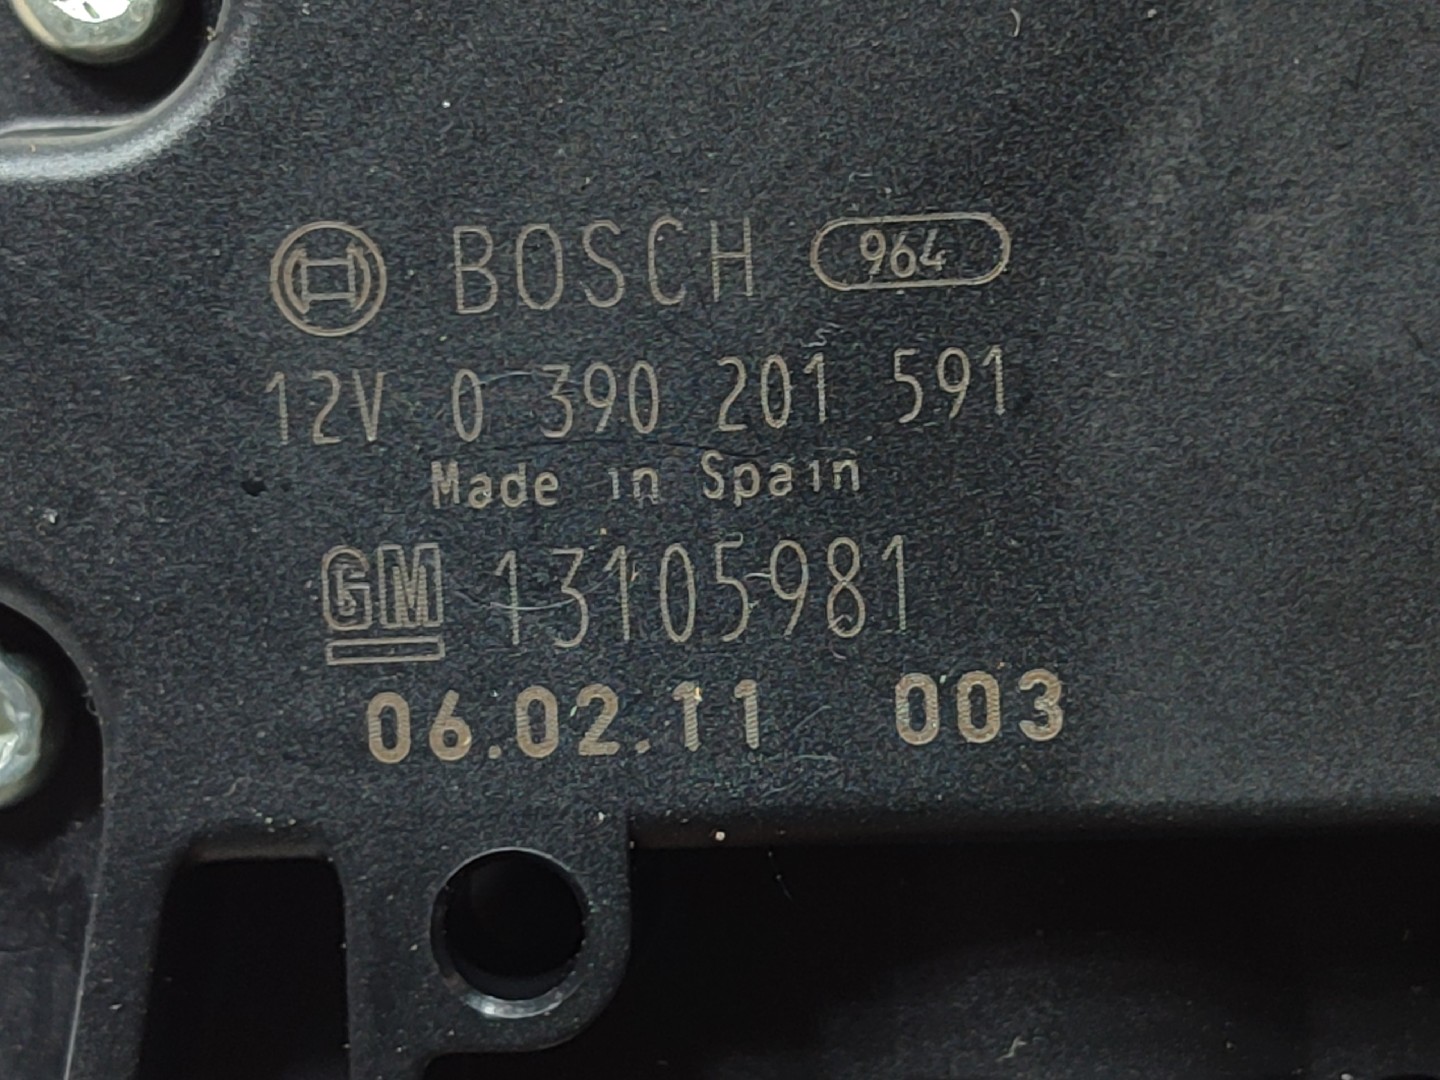 BOSCH 964
12V 0 390 201 591
Made in Spain
GM 13105981
06.02.11 003